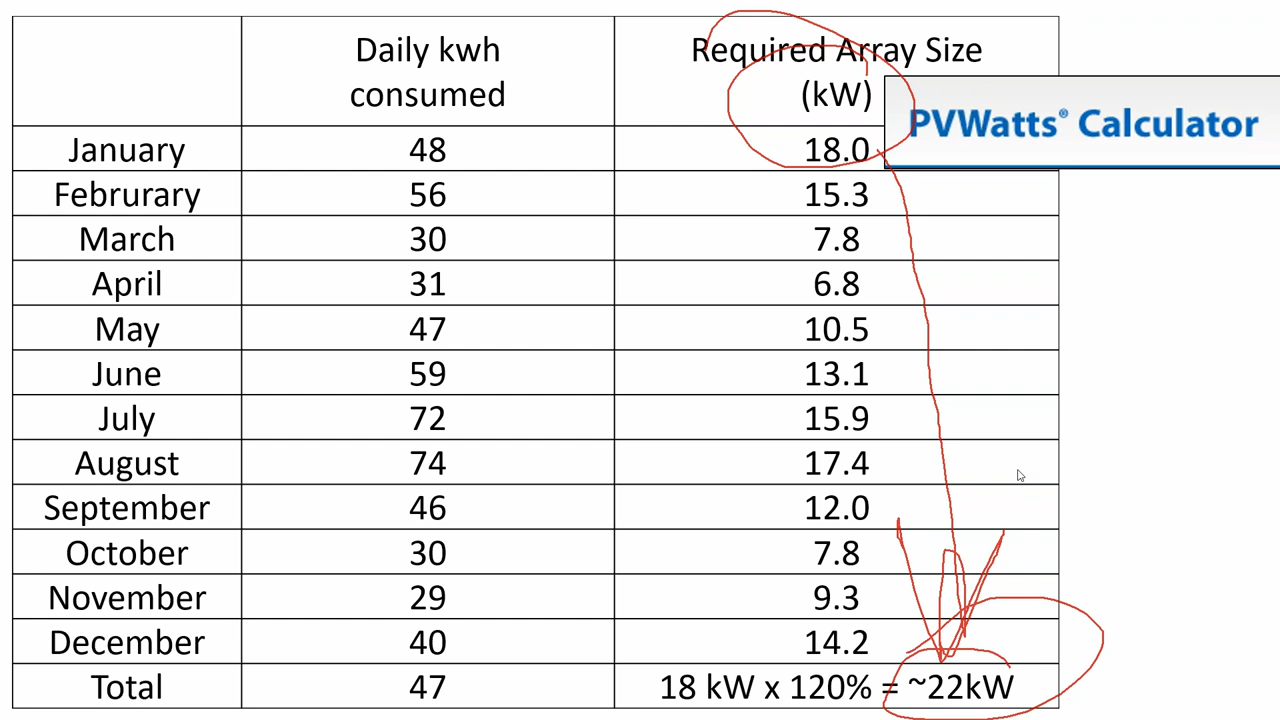 Daily kwh consumed Required Array Size (kW)
PVWatts® Calculator
January 48 18.0
Februrary 56 15.3
March 30 7.8
April 31 6.8
May 47 10.5
June 59 13.1
July 72 15.9
August 74 17.4
September 46 12.0
October 30 7.8
November 29 9.3
December 40 14.2
Total 47 18 kW x 120% = ~22kW